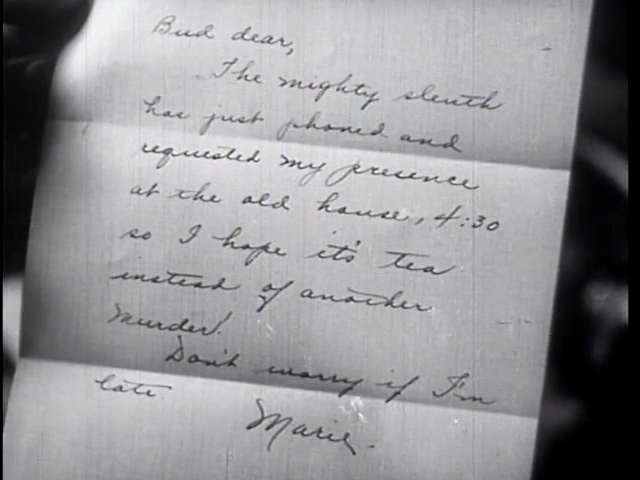 Bud dear,
The mighty sleuth
has just phoned and
requested my presence
at the old house, 4:30
so I hope it's tea
instead of another
murder!
Don't worry if I'm
late
Marie.